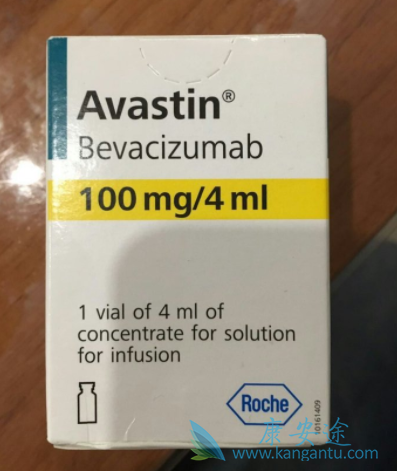 Avastin®
Bevacizumab
100 mg/4 ml
1 vial of 4 ml of
concentrate for solution
for infusion
Roche
10161409
康安途
www.kangantu.com